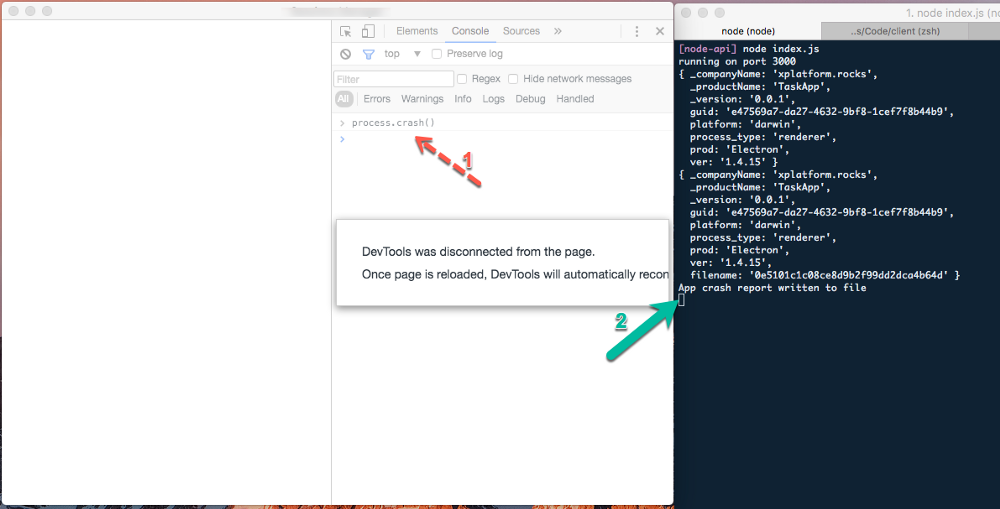 Elements Console Sources »
top ▼ Preserve log
Filter Regex Hide network messages
All Errors Warnings Info Logs Debug Handled
> process.crash()
>
1
DevTools was disconnected from the page.
Once page is reloaded, DevTools will automatically recon
2
1. node index.js (no
node (node) ..s/Code/client (zsh)
[node-api] node index.js
running on port 3000
{ _companyName: 'xplatform.rocks',
_productName: 'TaskApp',
_version: '0.0.1',
guid: 'e47569a7-da27-4632-9bf8-1cef7f8b44b9',
platform: 'darwin',
process_type: 'renderer',
prod: 'Electron',
ver: '1.4.15' }
{ _companyName: 'xplatform.rocks',
_productName: 'TaskApp',
_version: '0.0.1',
guid: 'e47569a7-da27-4632-9bf8-1cef7f8b44b9',
platform: 'darwin',
process_type: 'renderer',
prod: 'Electron',
ver: '1.4.15',
filename: '0e5101c1c08ce8d9b2f99dd2dca4b64d' }
App crash report written to file